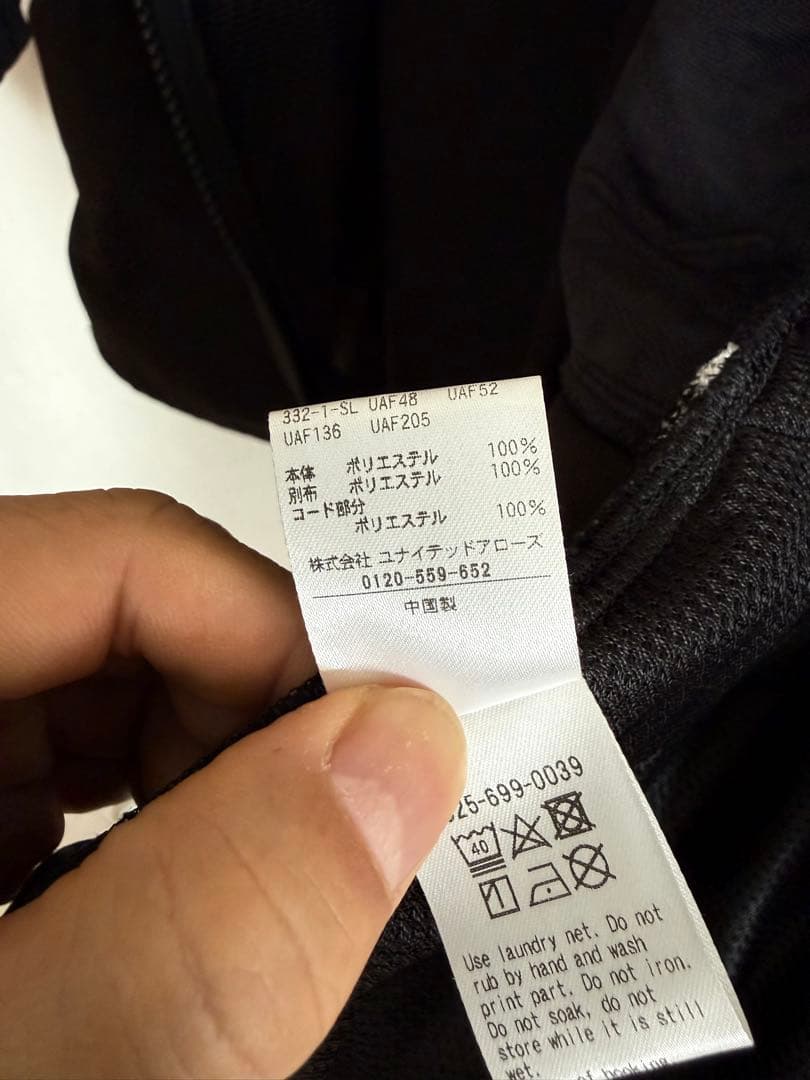 332-1-SL UAF48 UAF52
UAF136 UAF205
本体 ポリエステル 100%
別布 ポリエステル 100%
コード部分
ポリエステル 100%
株式会社 ユナイテッドアローズ
0120-559-652
中国製
25-699-0039
40
Use laundry net. Do not
rub by hand and wash
print part. Do not iron.
Do not soak, do not
store while it is still
wet.
of hooking